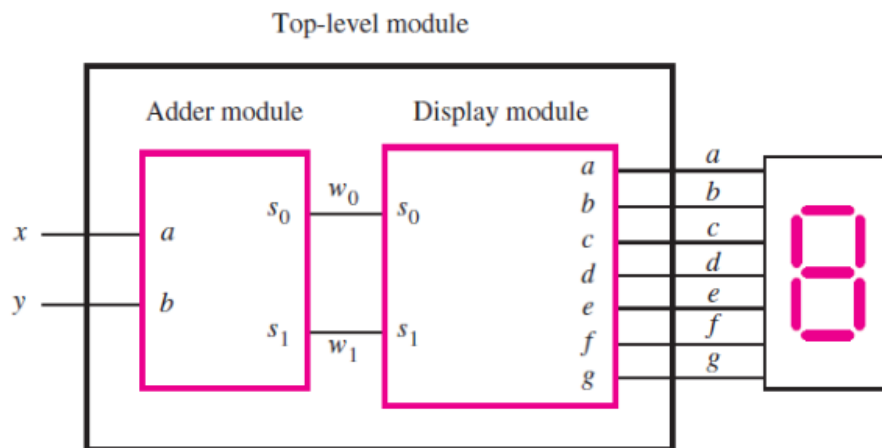 Top-level module
Adder module Display module
a a
w0 b b
s0 s0
x a c c
d d
y b e e
s1 w1 s1 f f
g g